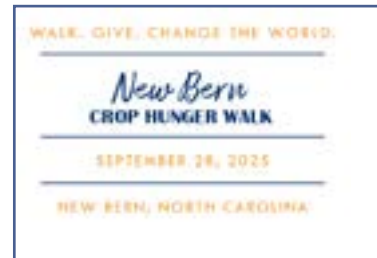 WALK. GIVE. CHANGE THE WORLD.
New Bern
CROP HUNGER WALK
SEPTEMBER 28, 2025
NEW BERN, NORTH CAROLINA